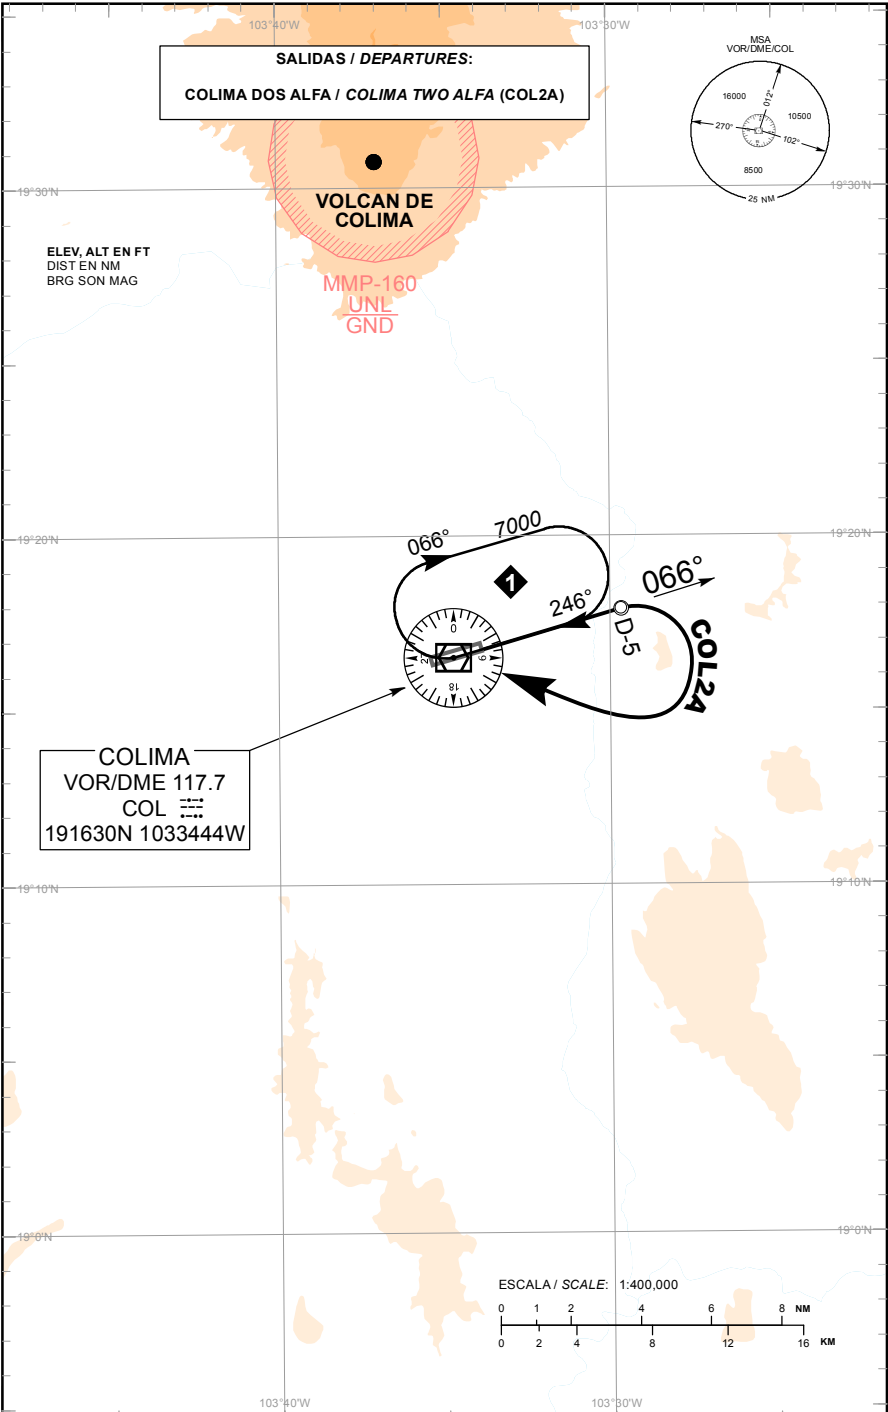 103°40'W
103°30'W
SALIDAS / DEPARTURES:
COLIMA DOS ALFA / COLIMA TWO ALFA (COL2A)
MSA
VOR/DME/COL
16000
012°
10500
270°
102°
8500
25 NM
19°30'N
19°30'N
VOLCAN DE
COLIMA
ELEV, ALT EN FT
DIST EN NM
BRG SON MAG
MMP-160
UNL
GND
19°20'N
19°20'N
066°
7000
1
246°
066°
D-5
COL2A
0
9
18
27
COLIMA
VOR/DME 117.7
COL
191630N 1033444W
19°10'N
19°10'N
19°0'N
19°0'N
ESCALA / SCALE: 1:400,000
0 1 2 4 6 8 NM
0 2 4 8 12 16 KM
103°40'W
103°30'W